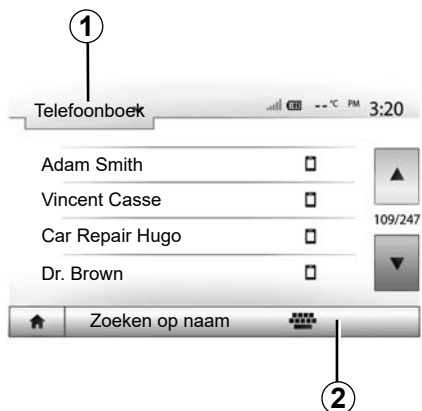 1
Telefoonboek --°C PM 3:20
Adam Smith
Vincent Casse
109/247
Car Repair Hugo
Dr. Brown
Zoeken op naam
2